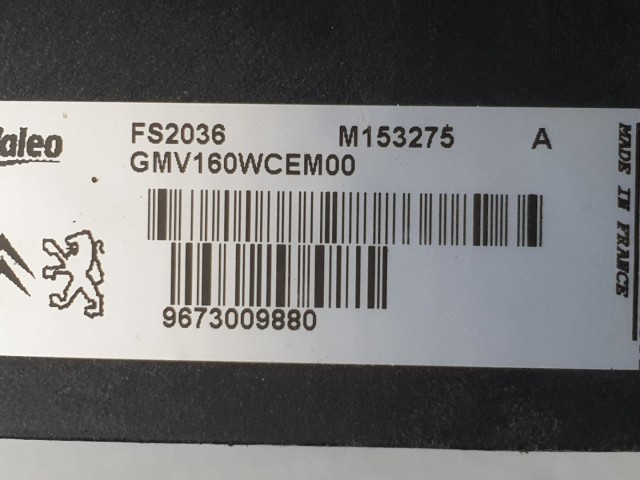 Valeo
FS2036 M153275 A
GMV160WCEM00
9673009880
MADE IN FRANCE